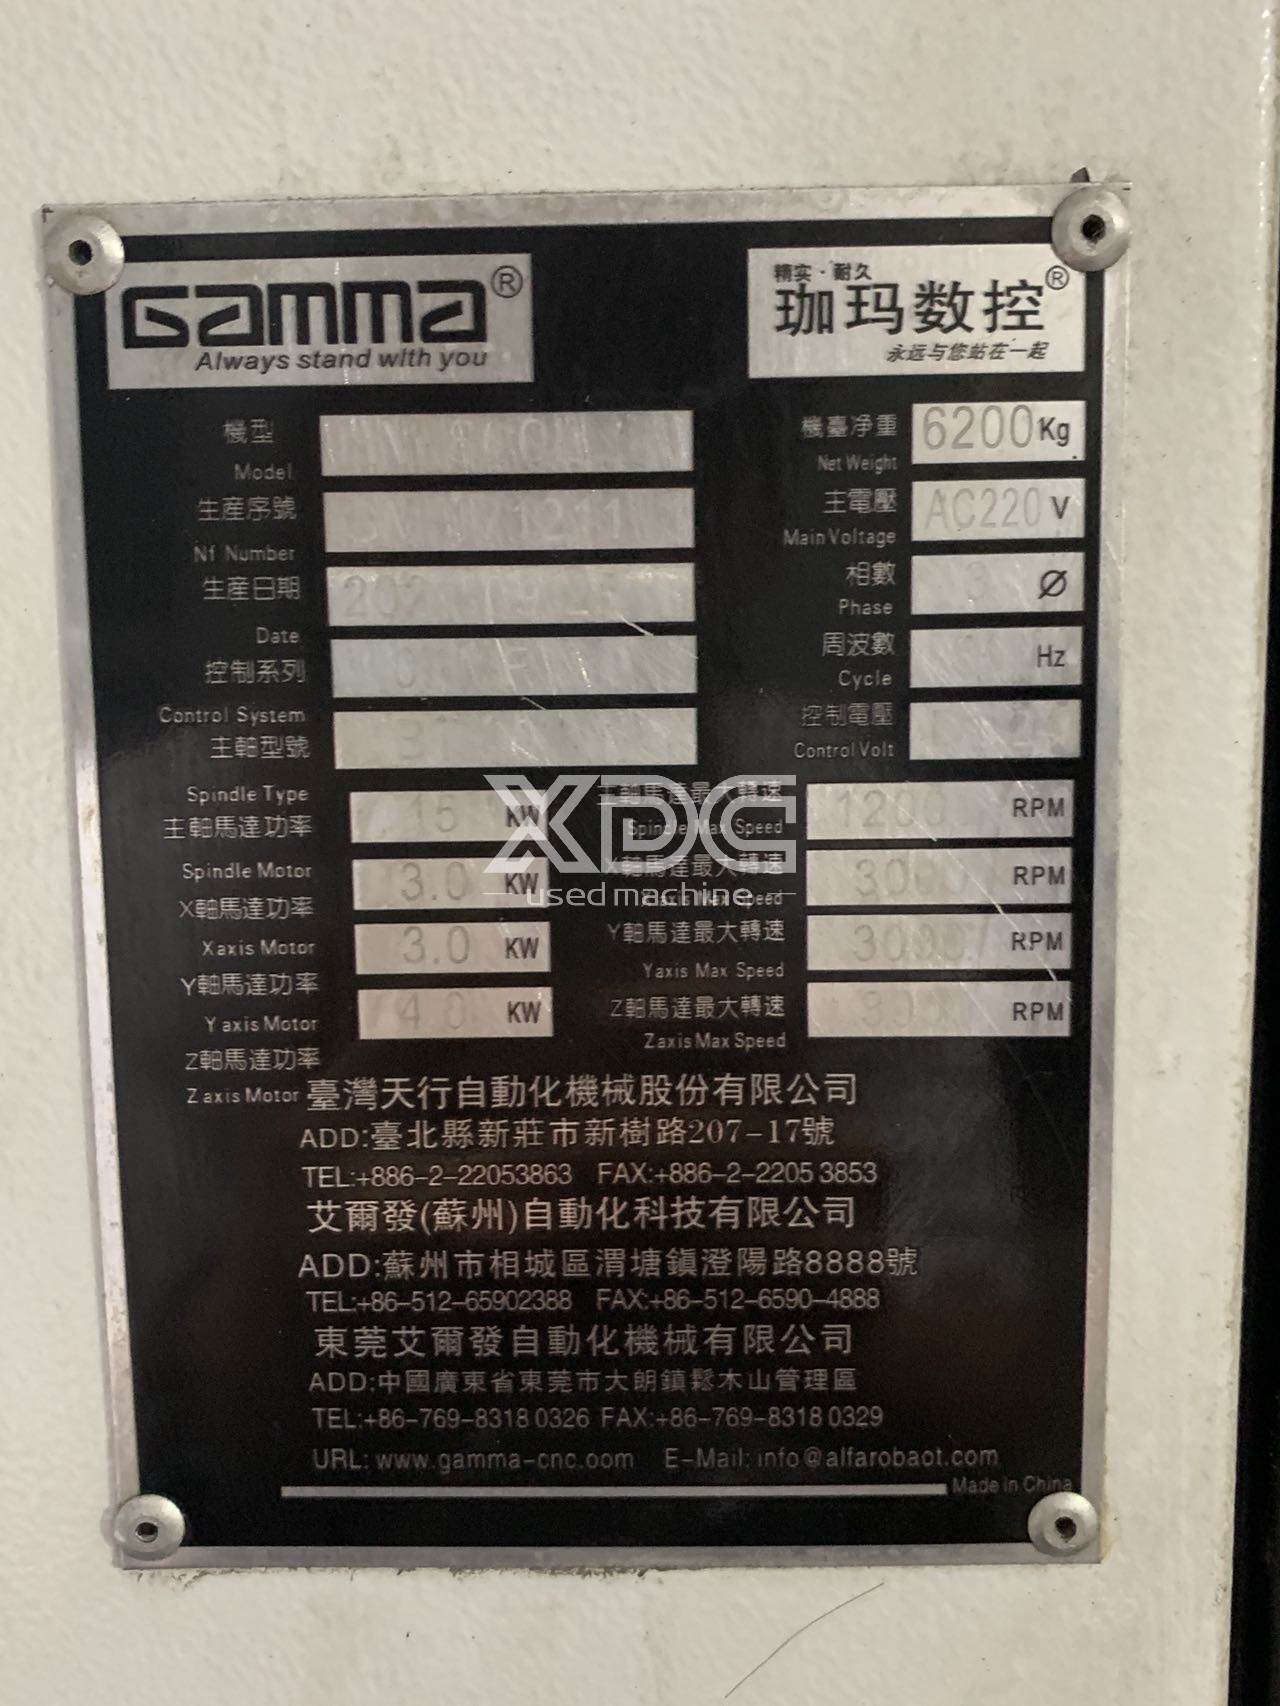 GAMMA®
Always stand with you
精实·耐久
珈玛数控®
永远与您站在一起
機型
Model
生産序號
Nf Number
生産日期
Date
控制系列
Control System
主軸型號
Spindle Type
主軸馬達功率 15 KW
Spindle Motor
X軸馬達功率 3.0 KW
Xaxis Motor
Y軸馬達功率 3.0 KW
Yaxis Motor
Z軸馬達功率 4.0 KW
Zaxis Motor
機臺净重 6200Kg
Net Weight
主電壓 AC220 V
Main Voltage
相數 3 Ø
Phase
周波數 Hz
Cycle
控制電壓
Control Volt
主軸馬達最大轉速 RPM
Spindle Max Speed
X軸馬達最大轉速 3000 RPM
Max Speed
Y軸馬達最大轉速 3000 RPM
Yaxis Max Speed
Z軸馬達最大轉速 RPM
Zaxis Max Speed
XDC
used machine
臺灣天行自動化機械股份有限公司
ADD:臺北縣新莊市新樹路207-17號
TEL:+886-2-22053863 FAX:+886-2-2205 3853
艾爾發(蘇州)自動化科技有限公司
ADD:蘇州市相城區渭塘鎮澄陽路8888號
TEL:+86-512-65902388 FAX:+86-512-6590-4888
東莞艾爾發自動化機械有限公司
ADD:中國廣東省東莞市大朗鎮鬆木山管理區
TEL:+86-769-8318 0326 FAX:+86-769-8318 0329
URL: www.gamma-cnc.com E-Mail: info@alfarobaot.com
Made in China